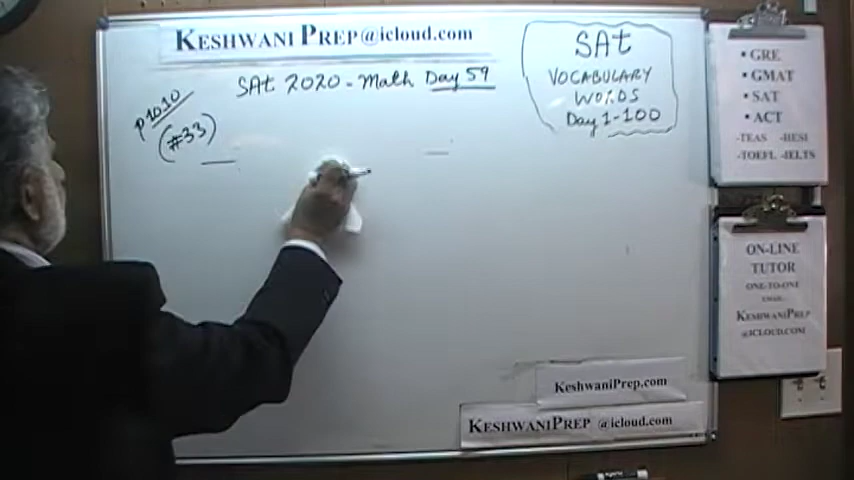 KESHWANI PREP@icloud.com
SAt 2020 - Math Day 59
p1010
(#33)
SAt
VOCABULARY
WORDS
Day 1-100
• GRE
• GMAT
• SAT
• ACT
-TEAS -HESI
-TOEFL -IELTS
ON-LINE
TUTOR
ONE-TO-ONE
KESHWANIPREP
@ICLOUD.COM
KeshwaniPrep.com
KESHWANIPREP @icloud.com